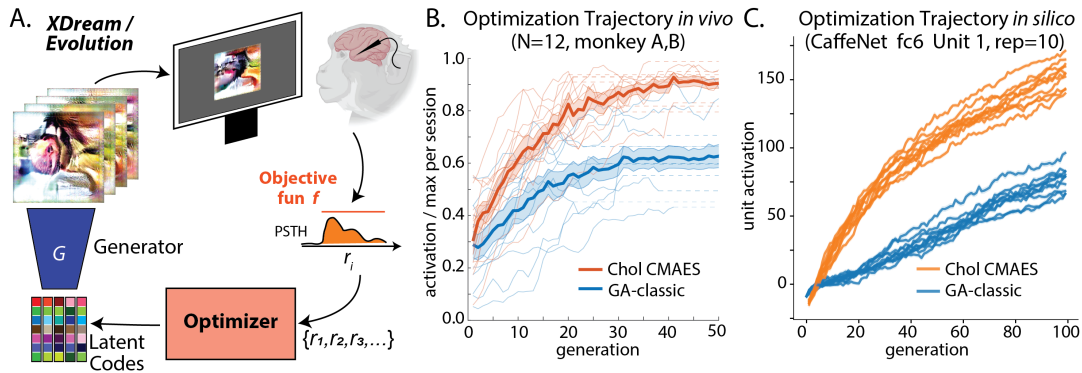 A.
XDream /
Evolution
Objective
fun f
PSTH
r_i
G
Generator
Optimizer
{r₁,r₂,r₃,...}
Latent
Codes
B.
Optimization Trajectory in vivo
(N=12, monkey A,B)
activation / max per session
1.0
0.8
0.6
0.4
0.2
0.0
Chol CMAES
GA-classic
0 10 20 30 40 50
generation
C.
Optimization Trajectory in silico
(CaffeNet fc6 Unit 1, rep=10)
unit activation
150
100
50
0
Chol CMAES
GA-classic
0 20 40 60 80 100
generation